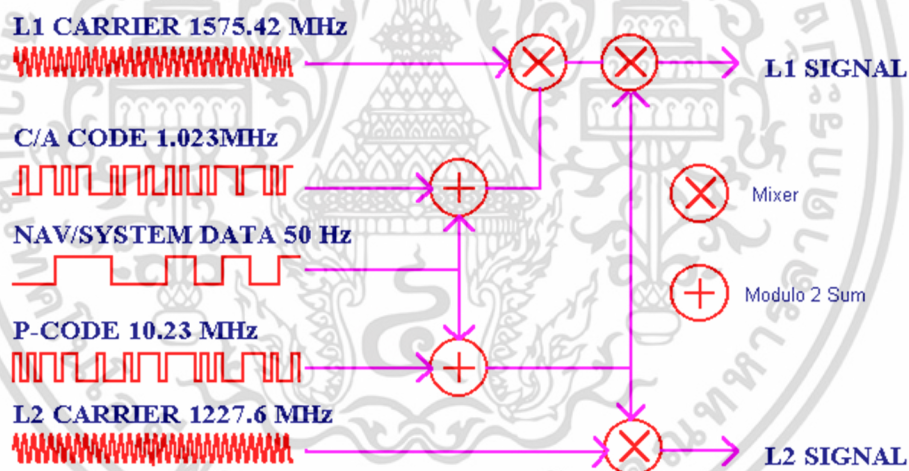 L1 CARRIER 1575.42 MHz
L1 SIGNAL
C/A CODE 1.023MHz
Mixer
NAV/SYSTEM DATA 50 Hz
Modulo 2 Sum
P-CODE 10.23 MHz
L2 CARRIER 1227.6 MHz
L2 SIGNAL